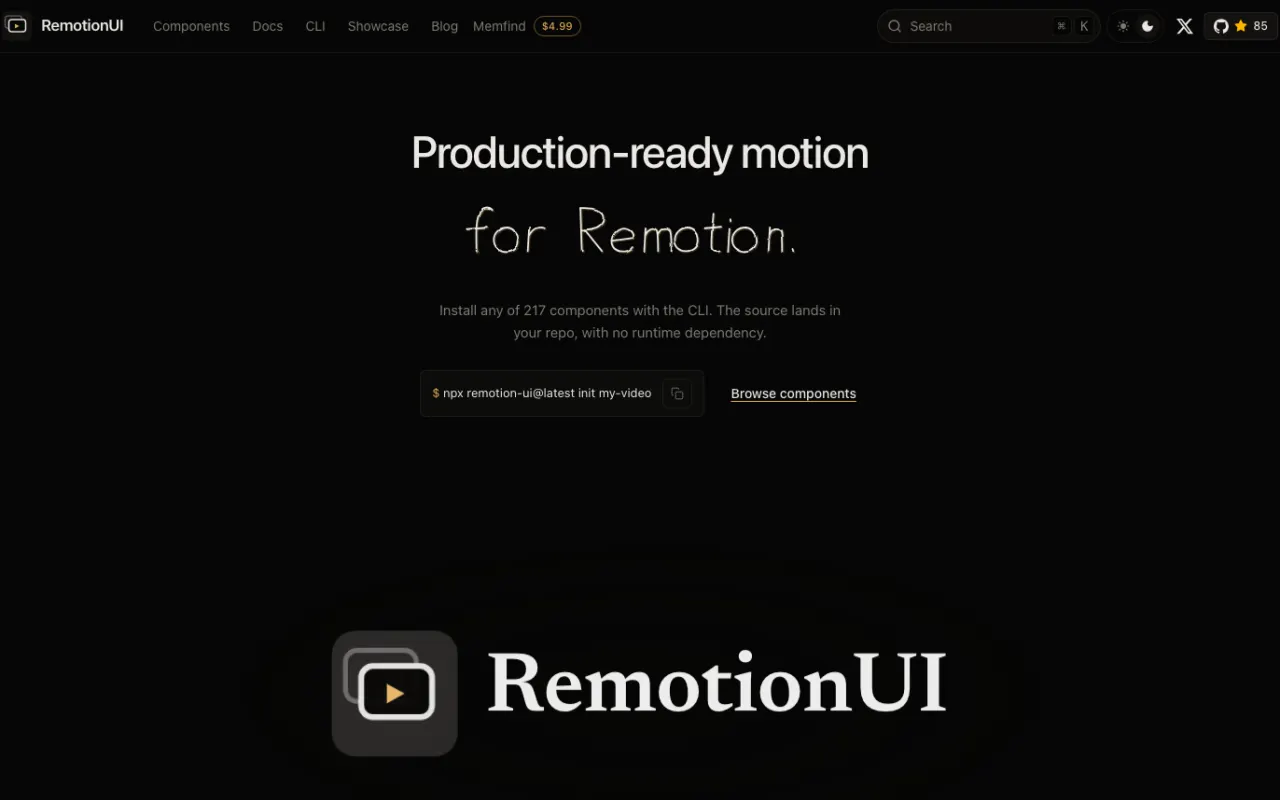 RemotionUI Components Docs CLI Showcase Blog Memfind $4.99 Search ⌘ K 85
Production-ready motion
for Remotion.
Install any of 217 components with the CLI. The source lands in
your repo, with no runtime dependency.
$ npx remotion-ui@latest init my-video Browse components
RemotionUI